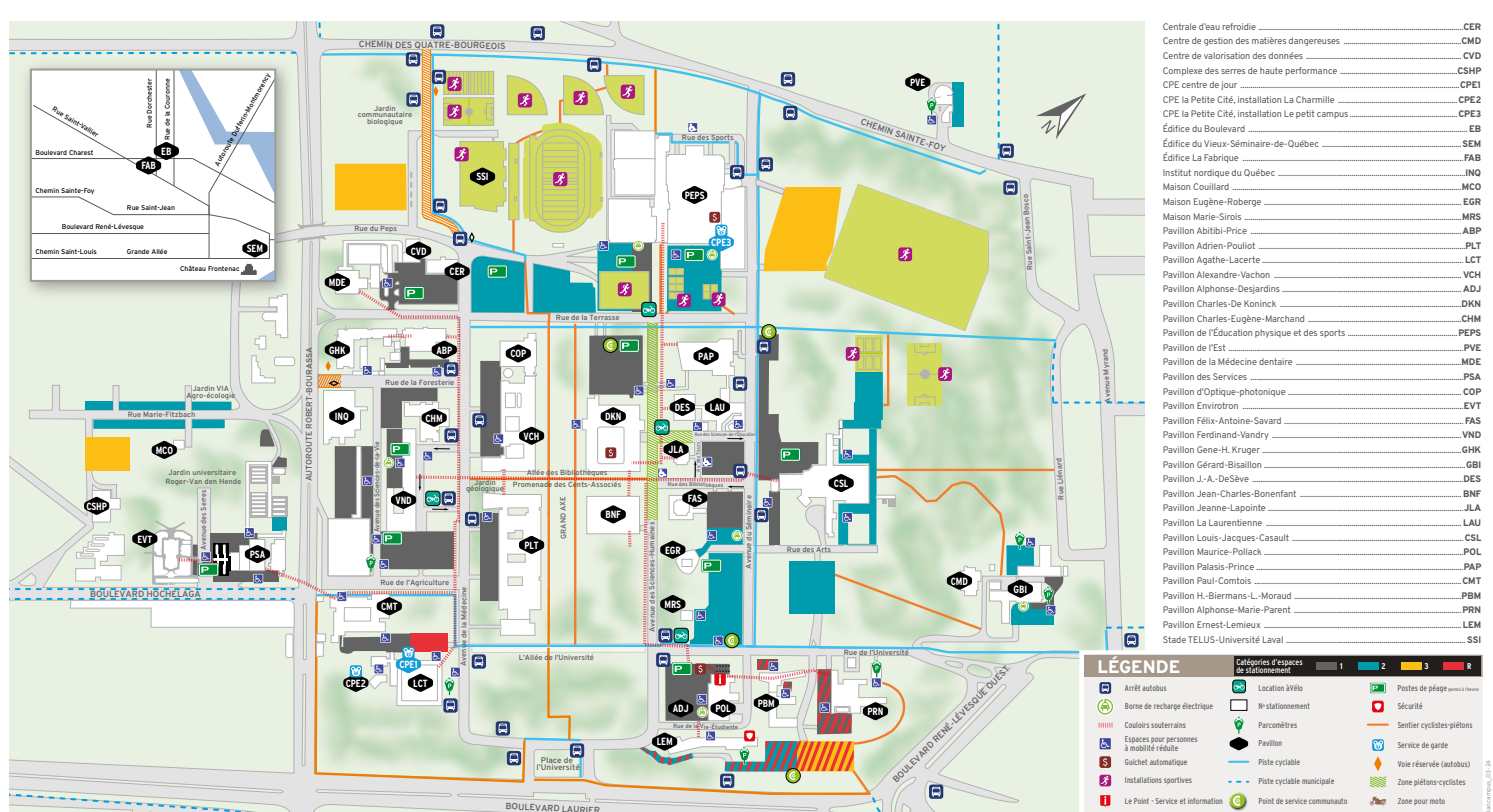 CHEMIN DES QUATRE-BOURGEOIS
CHEMIN SAINTE-FOY
Rue des Sports
Jardin
communautaire
biologique
Rue Saint-Vallier
Rue Dorchester
Rue de la Couronne
Autoroute Dufferin-Montmorency
Boulevard Charest
EB
FAB
Chemin Sainte-Foy
Rue Saint-Jean
Boulevard René-Lévesque
Chemin Saint-Louis
Grande Allée
SEM
Château Frontenac
PVE
SSI
PEPS
CPE3
Rue Saint-Jean Bosco
Rue du Peps
CVD
CER
MDE
Rue de la Terrasse
AUTOROUTE ROBERT-BOURASSA
GHK
ABP
COP
PAP
Avenue Myrand
Rue de la Foresterie
Jardin VIA
Agro-écologie
Rue Marie-Fitzbach
INQ
CHM
VCH
DKN
DES
LAU
JLA
Rue des Sciences-de-l'Éducation
MCO
Jardin universitaire
Roger-Van den Hende
Avenue des Sciences-de-la-Vie
Allée des Bibliothèques
Promenade des Cents-Associés
Jardin
géologique
Rue des Bibliothèques
CSL
Rue Liénard
CSHP
VND
FAS
BNF
GRAND AXE
Avenue des Serres
EVT
PSA
PLT
EGR
Avenue du Séminaire
Rue des Arts
Avenue des Sciences-Humaines
Rue de l'Agriculture
BOULEVARD HOCHELAGA
CMD
GBI
CMT
MRS
Avenue de la Médecine
CPE1
CPE2
LCT
L'Allée de l'Université
Rue de l'Université
ADJ
POL
PBM
PRN
Rue de la Vie-Étudiante
LEM
Place de
l'Université
BOULEVARD RENÉ-LÉVESQUE OUEST
BOULEVARD LAURIER
Centrale d'eau refroidie CER
Centre de gestion des matières dangereuses CMD
Centre de valorisation des données CVD
Complexe des serres de haute performance CSHP
CPE centre de jour CPE1
CPE la Petite Cité, installation La Charmille CPE2
CPE la Petite Cité, installation Le petit campus CPE3
Édifice du Boulevard EB
Édifice du Vieux-Séminaire-de-Québec SEM
Édifice La Fabrique FAB
Institut nordique du Québec INQ
Maison Couillard MCO
Maison Eugène-Roberge EGR
Maison Marie-Sirois MRS
Pavillon Abitibi-Price ABP
Pavillon Adrien-Pouliot PLT
Pavillon Agathe-Lacerte LCT
Pavillon Alexandre-Vachon VCH
Pavillon Alphonse-Desjardins ADJ
Pavillon Charles-De Koninck DKN
Pavillon Charles-Eugène-Marchand CHM
Pavillon de l'Éducation physique et des sports PEPS
Pavillon de l'Est PVE
Pavillon de la Médecine dentaire MDE
Pavillon des Services PSA
Pavillon d'Optique-photonique COP
Pavillon Envirotron EVT
Pavillon Félix-Antoine-Savard FAS
Pavillon Ferdinand-Vandry VND
Pavillon Gene-H. Kruger GHK
Pavillon Gérard-Bisaillon GBI
Pavillon J.-A.-DeSève DES
Pavillon Jean-Charles-Bonenfant BNF
Pavillon Jeanne-Lapointe JLA
Pavillon La Laurentienne LAU
Pavillon Louis-Jacques-Casault CSL
Pavillon Maurice-Pollack POL
Pavillon Palasis-Prince PAP
Pavillon Paul-Comtois CMT
Pavillon H.-Biermans-L.-Moraud PBM
Pavillon Alphonse-Marie-Parent PRN
Pavillon Ernest-Lemieux LEM
Stade TELUS-Université Laval SSI
LÉGENDE
Catégories d'espaces
de stationnement
1 2 3 R
Arrêt autobus
Borne de recharge électrique
Couloirs souterrains
Espaces pour personnes
à mobilité réduite
Guichet automatique
Installations sportives
Le Point - Service et information
Location àVélo
Nº stationnement
Parcomètres
Pavillon
Piste cyclable
Piste cyclable municipale
Point de service communauto
Postes de péage (permis à l'heure)
Sécurité
Sentier cyclistes-piétons
Service de garde
Voie réservée (autobus)
Zone piétons-cyclistes
Zone pour moto